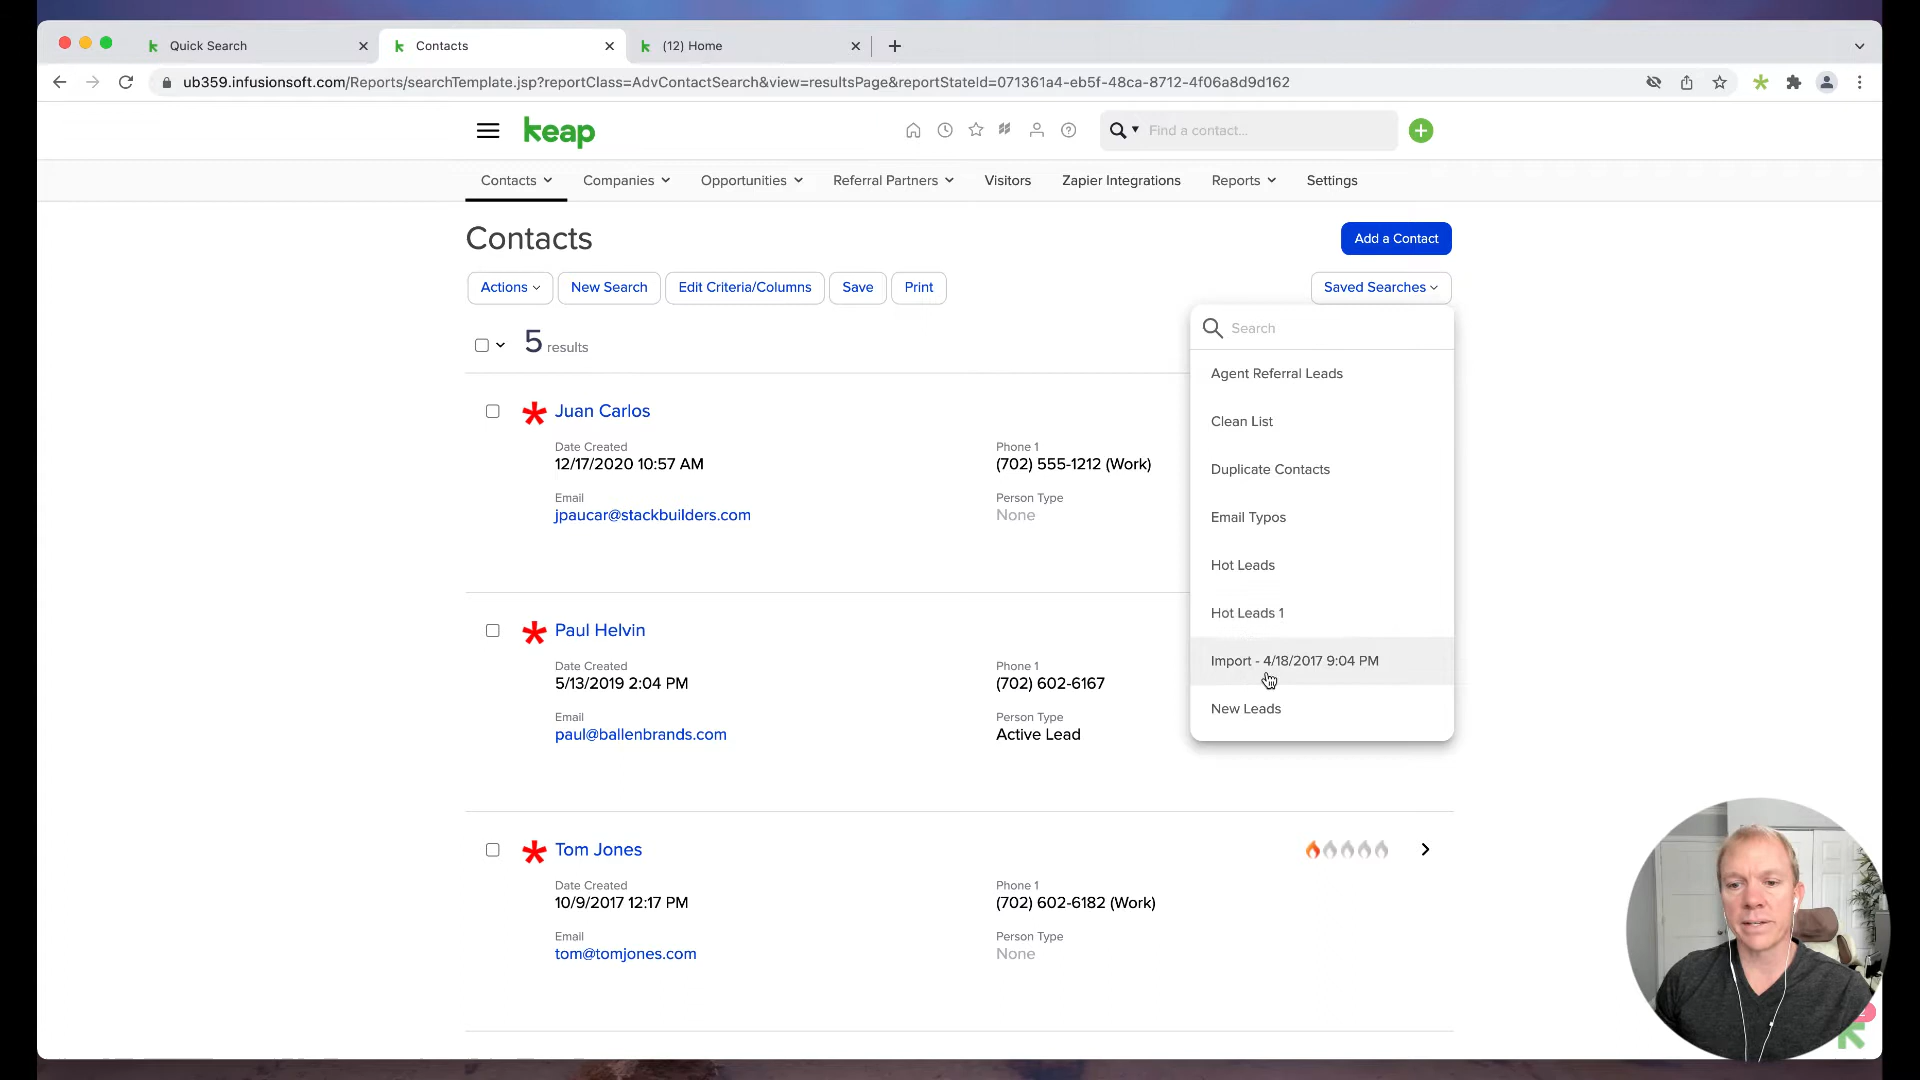 Quick Search
Contacts
(12) Home
ub359.infusionsoft.com/Reports/searchTemplate.jsp?reportClass=AdvContactSearch&view=resultsPage&reportStateId=071361a4-eb5f-48ca-8712-4f06a8d9d162
keap
Find a contact...
Contacts Companies Opportunities Referral Partners Visitors Zapier Integrations Reports Settings
Contacts
Add a Contact
Actions New Search Edit Criteria/Columns Save Print Saved Searches
Search
5 results
Agent Referral Leads
Clean List
Duplicate Contacts
Email Typos
Hot Leads
Hot Leads 1
Import - 4/18/2017 9:04 PM
New Leads
Juan Carlos
Date Created
12/17/2020 10:57 AM
Phone 1
(702) 555-1212 (Work)
Email
jpaucar@stackbuilders.com
Person Type
None
Paul Helvin
Date Created
5/13/2019 2:04 PM
Phone 1
(702) 602-6167
Email
paul@ballenbrands.com
Person Type
Active Lead
Tom Jones
Date Created
10/9/2017 12:17 PM
Phone 1
(702) 602-6182 (Work)
Email
tom@tomjones.com
Person Type
None